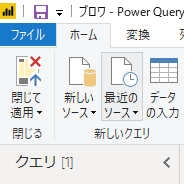 ブロワ - Power Query
ファイル ホーム 変換 列
閉じて 新しい 最近の データ
適用 ソース ソース の入力
閉じる 新しいクエリ
クエリ [1]